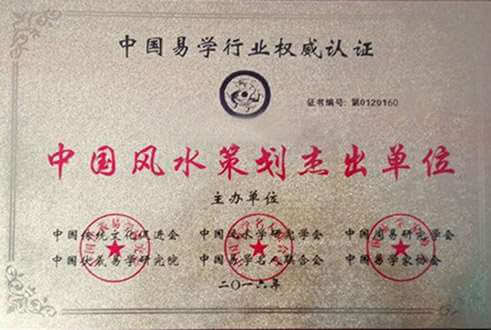 中国易学行业权威认证
证书编号: 第0120160
中国风水策划杰出单位
主办单位
中国传统文化促进会 中国风水学研究学会 中国周易研究学会
中国伏羲易学研究院 中国易学名人联合会 中国易学家协会
二〇一六年